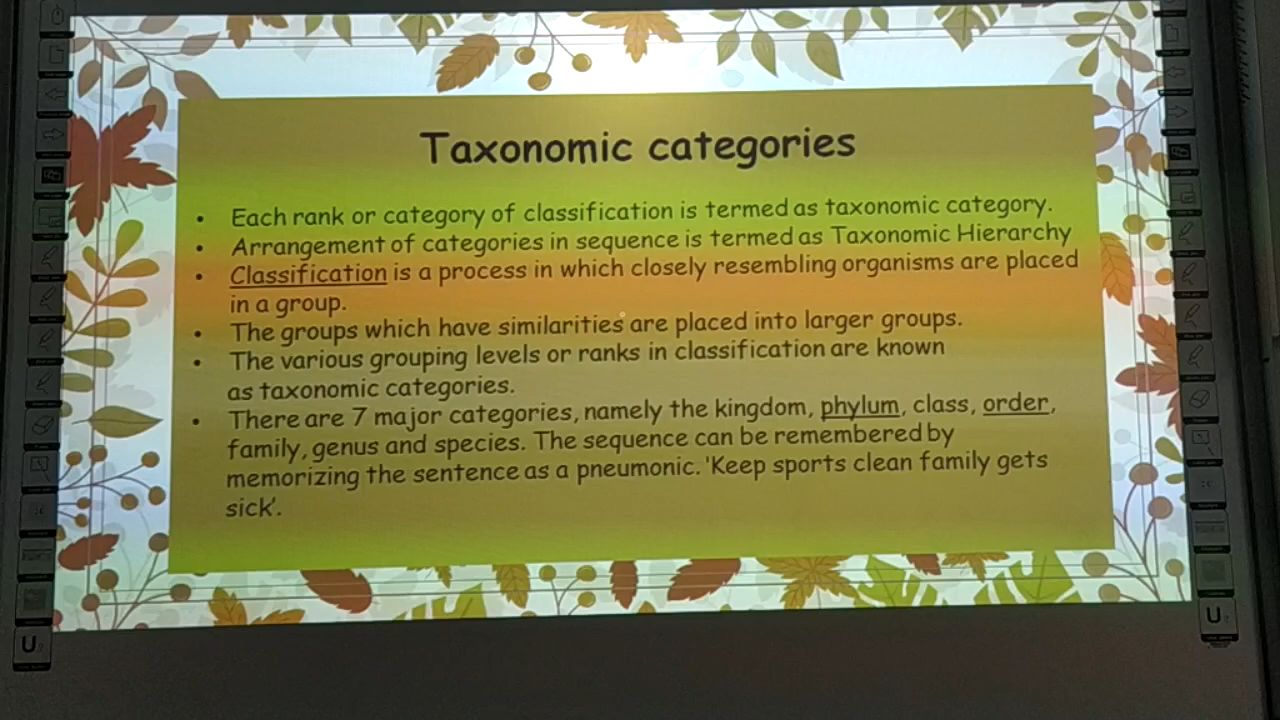 Taxonomic categories
• Each rank or category of classification is termed as taxonomic category.
• Arrangement of categories in sequence is termed as Taxonomic Hierarchy
• Classification is a process in which closely resembling organisms are placed
in a group.
• The groups which have similarities are placed into larger groups.
• The various grouping levels or ranks in classification are known
as taxonomic categories.
• There are 7 major categories, namely the kingdom, phylum, class, order,
family, genus and species. The sequence can be remembered by
memorizing the sentence as a pneumonic. 'Keep sports clean family gets
sick'.